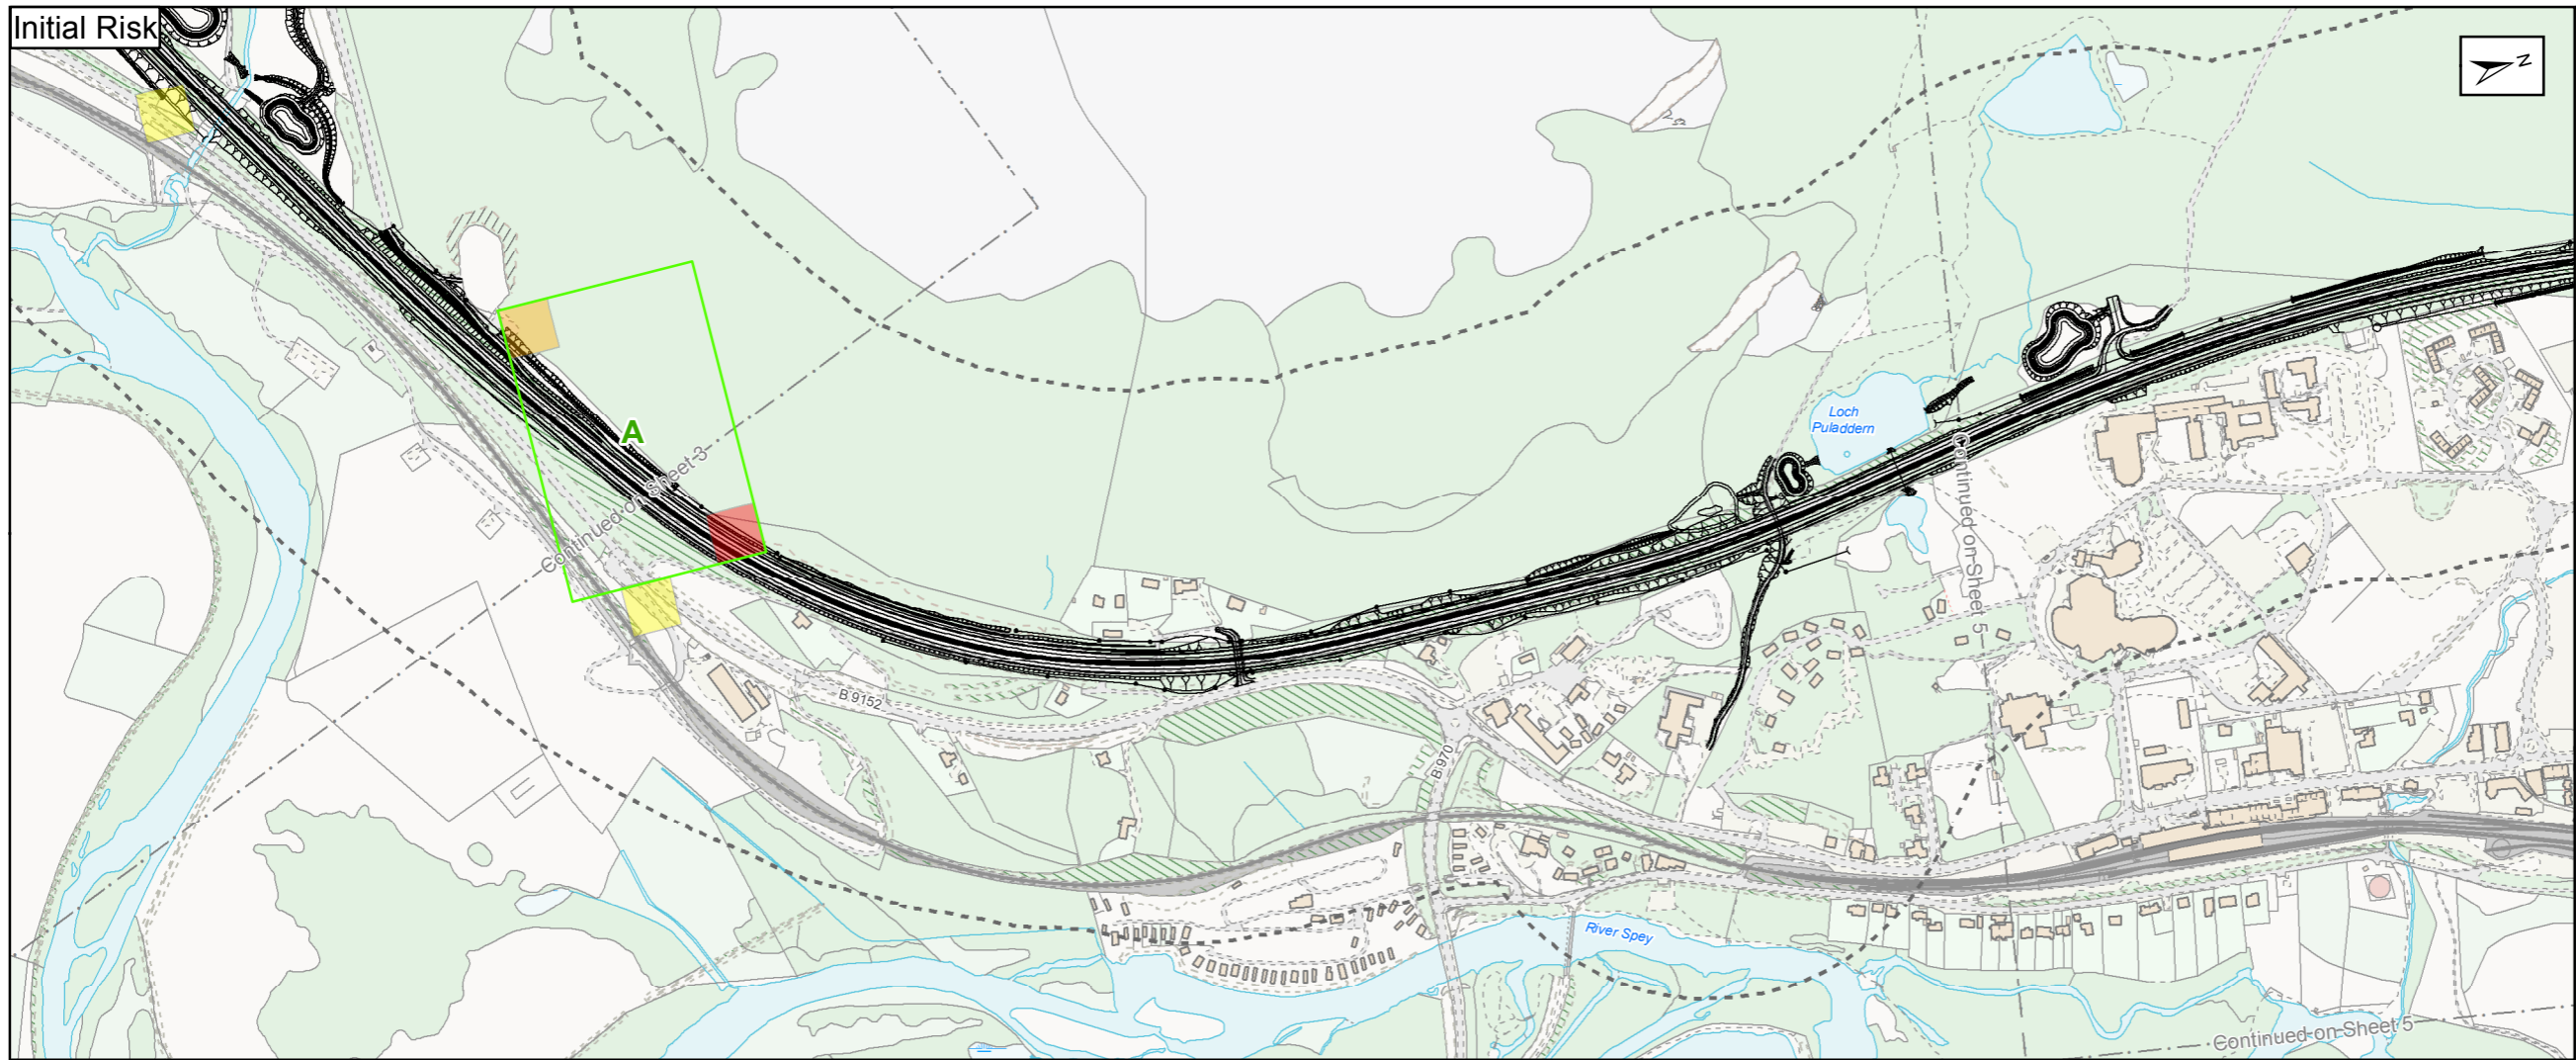 Initial Risk
N
A
Continued on Sheet 3
Loch
Puladdern
Continued on Sheet 5
B 9152
B 970
River Spey
Continued on Sheet 5